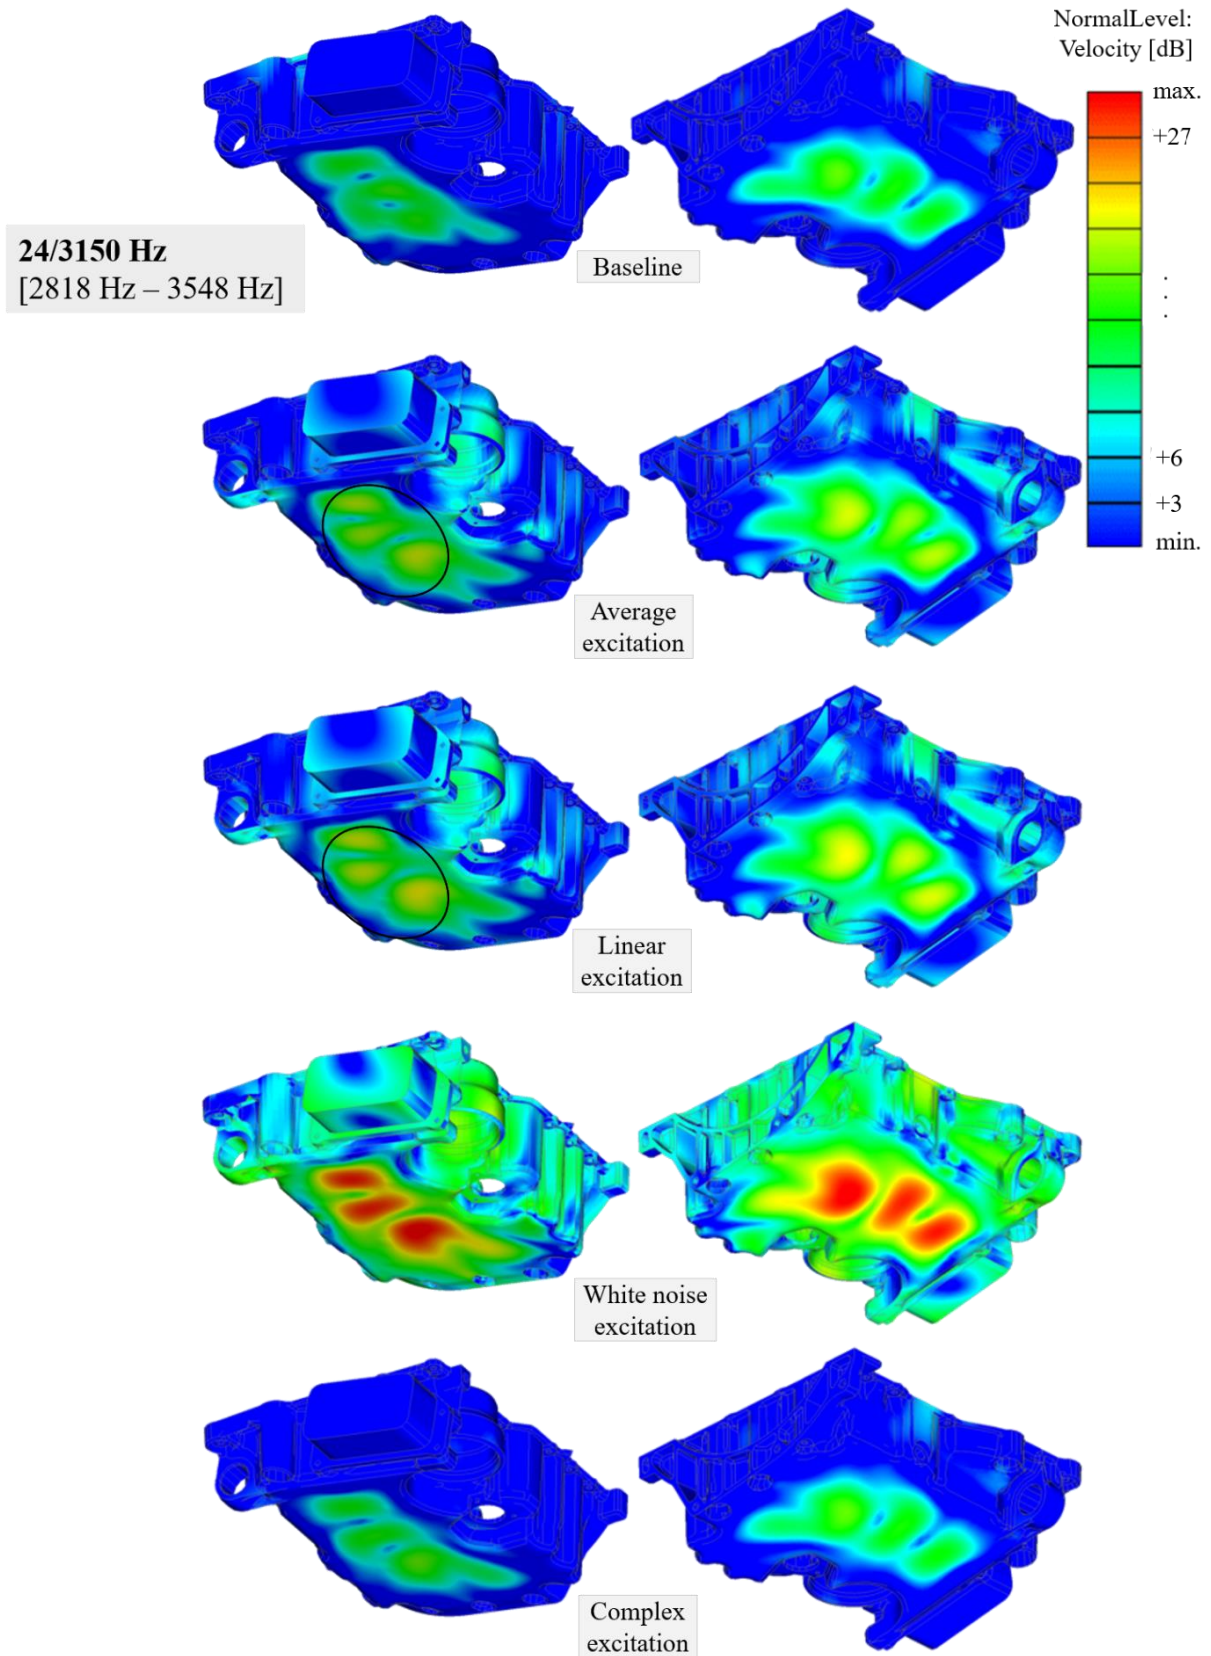 NormalLevel:
Velocity [dB]
max.
+27
.
.
.
+6
+3
min.
24/3150 Hz
[2818 Hz – 3548 Hz]
Baseline
Average
excitation
Linear
excitation
White noise
excitation
Complex
excitation